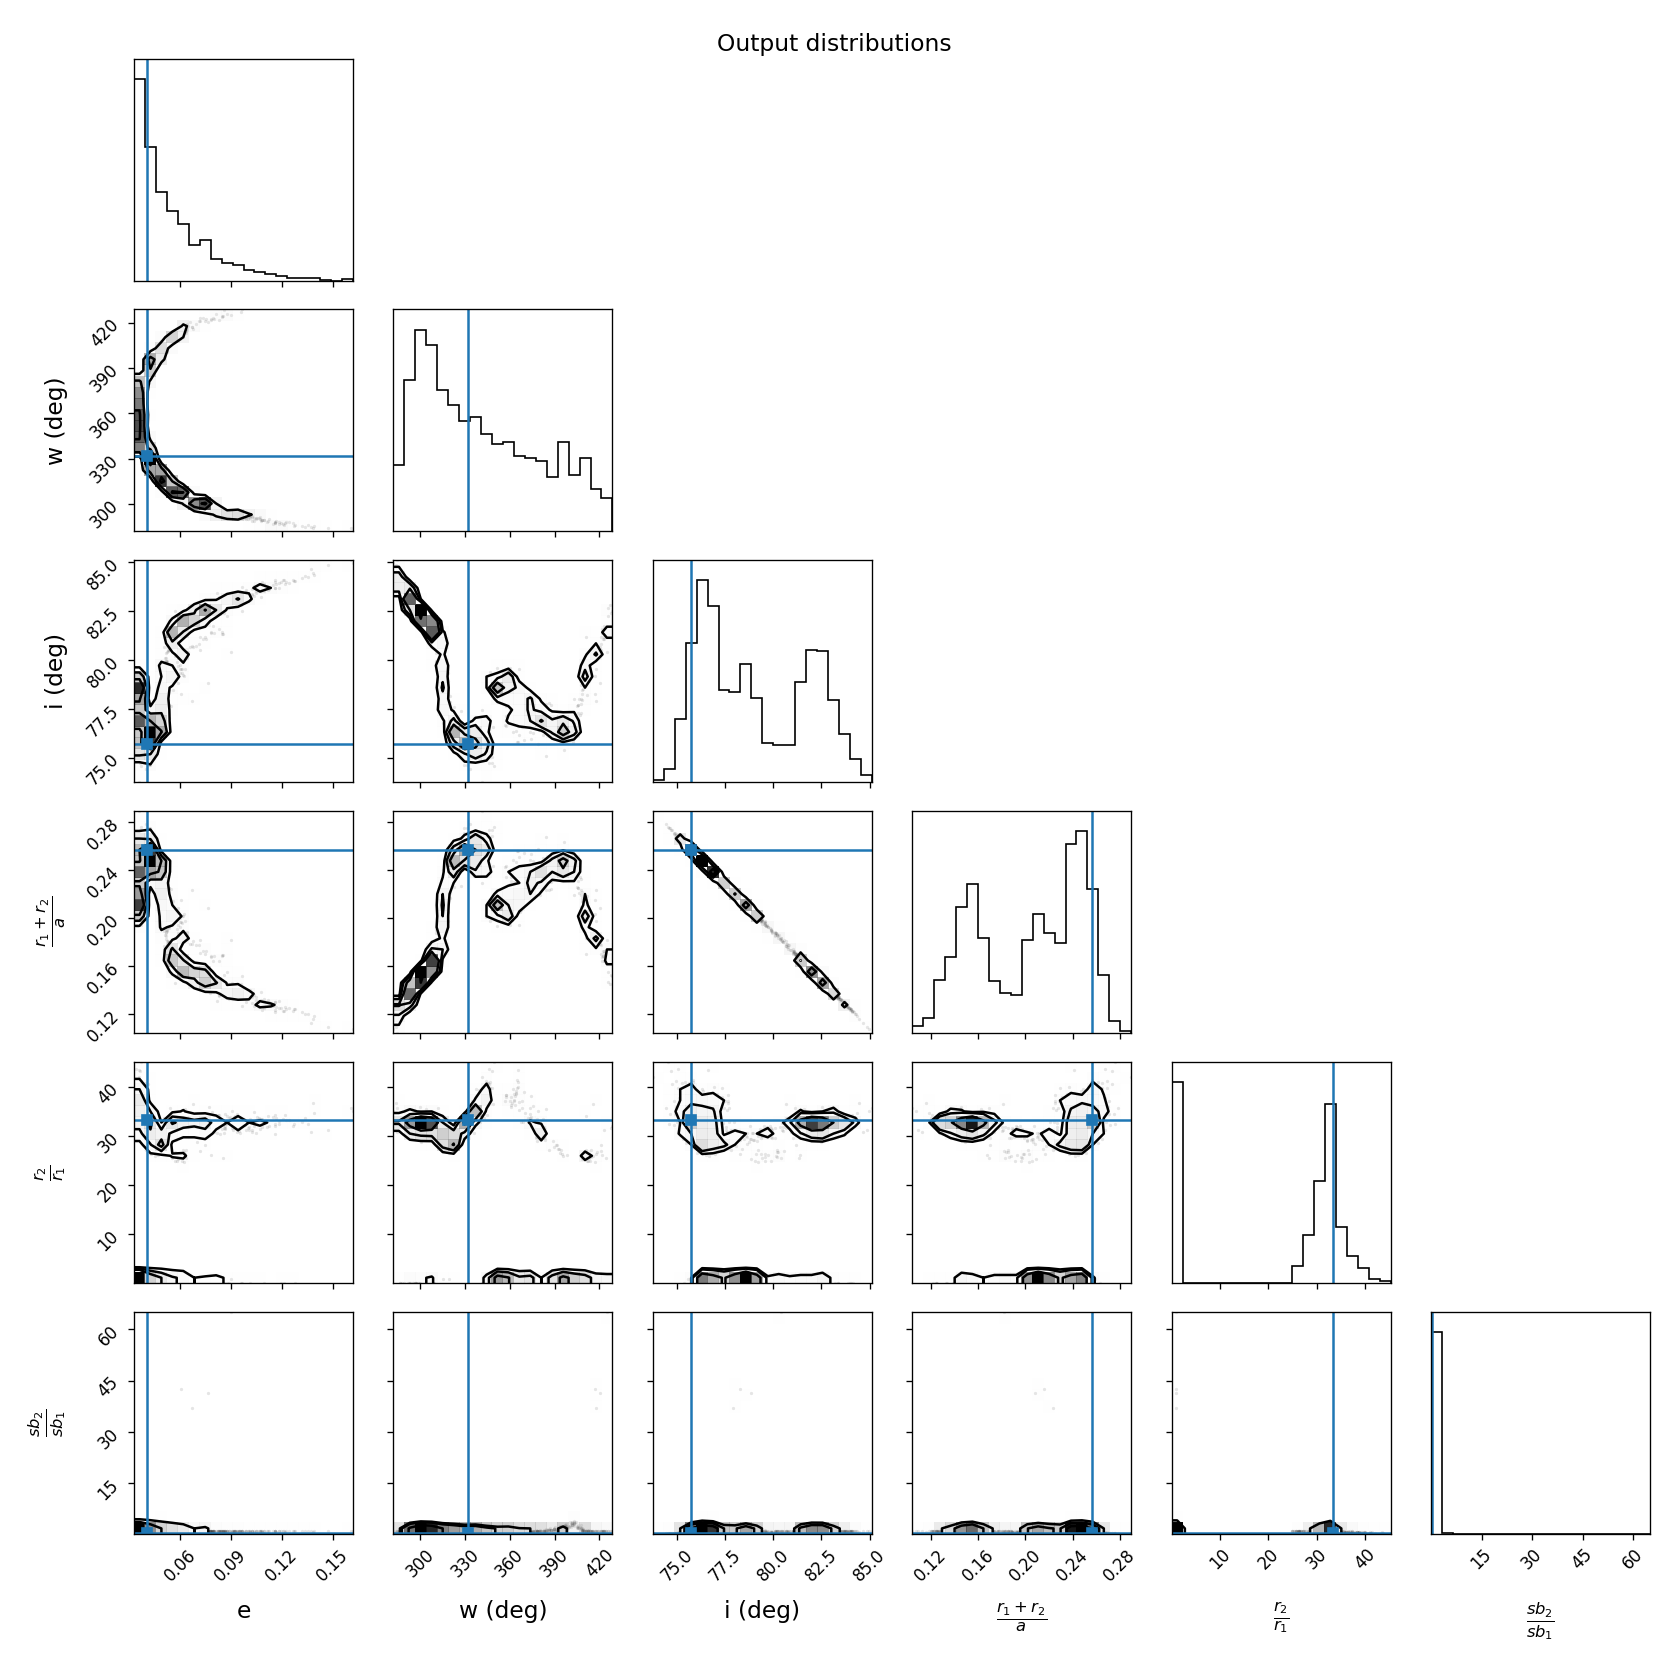 Output distributions
420
390
360
330
300
w (deg)
85.0
82.5
80.0
77.5
75.0
i (deg)
0.28
0.24
0.20
0.16
0.12
r₁ + r₂
a
40
30
20
10
r₂
r₁
60
45
30
15
sb₂
sb₁
0.06 0.09 0.12 0.15
300 330 360 390 420
75.0 77.5 80.0 82.5 85.0
0.12 0.16 0.20 0.24 0.28
10 20 30 40
15 30 45 60
e
w (deg)
i (deg)
r₁ + r₂
a
r₂
r₁
sb₂
sb₁